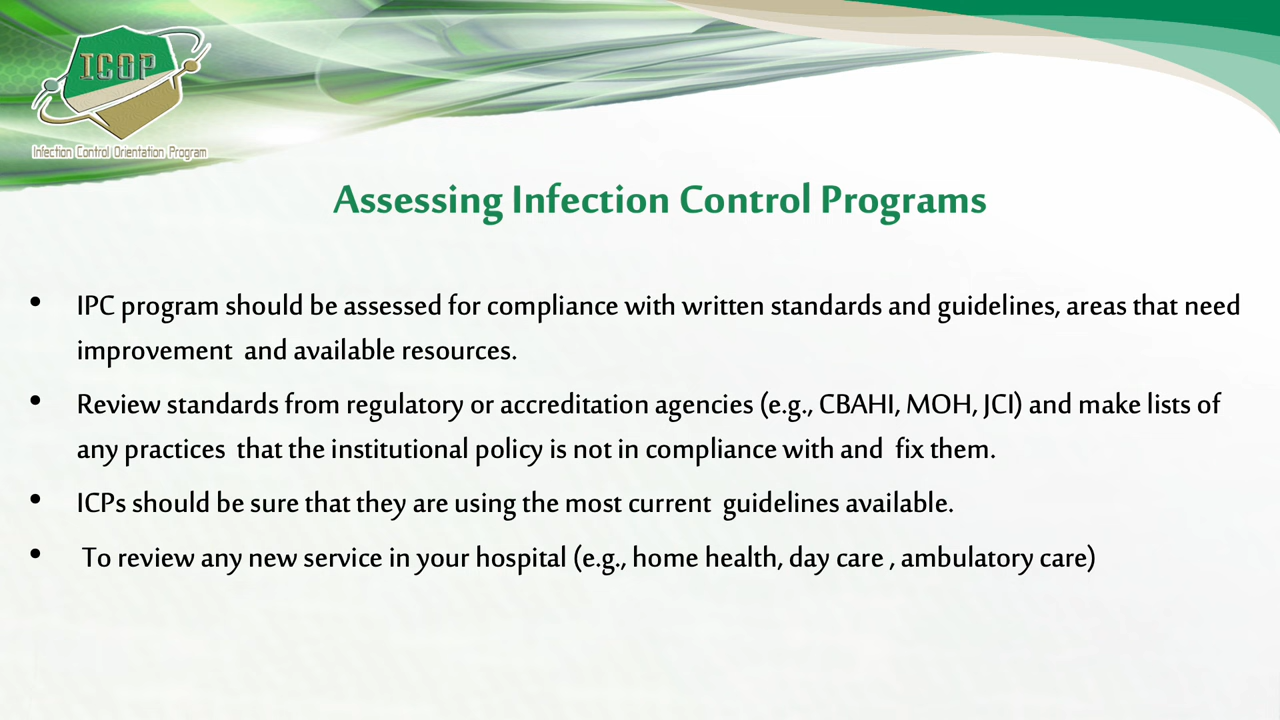 ICOP
Infection Control Orientation Program
Assessing Infection Control Programs
• IPC program should be assessed for compliance with written standards and guidelines, areas that need
improvement and available resources.
• Review standards from regulatory or accreditation agencies (e.g., CBAHI, MOH, JCI) and make lists of
any practices that the institutional policy is not in compliance with and fix them.
• ICPs should be sure that they are using the most current guidelines available.
• To review any new service in your hospital (e.g., home health, day care , ambulatory care)